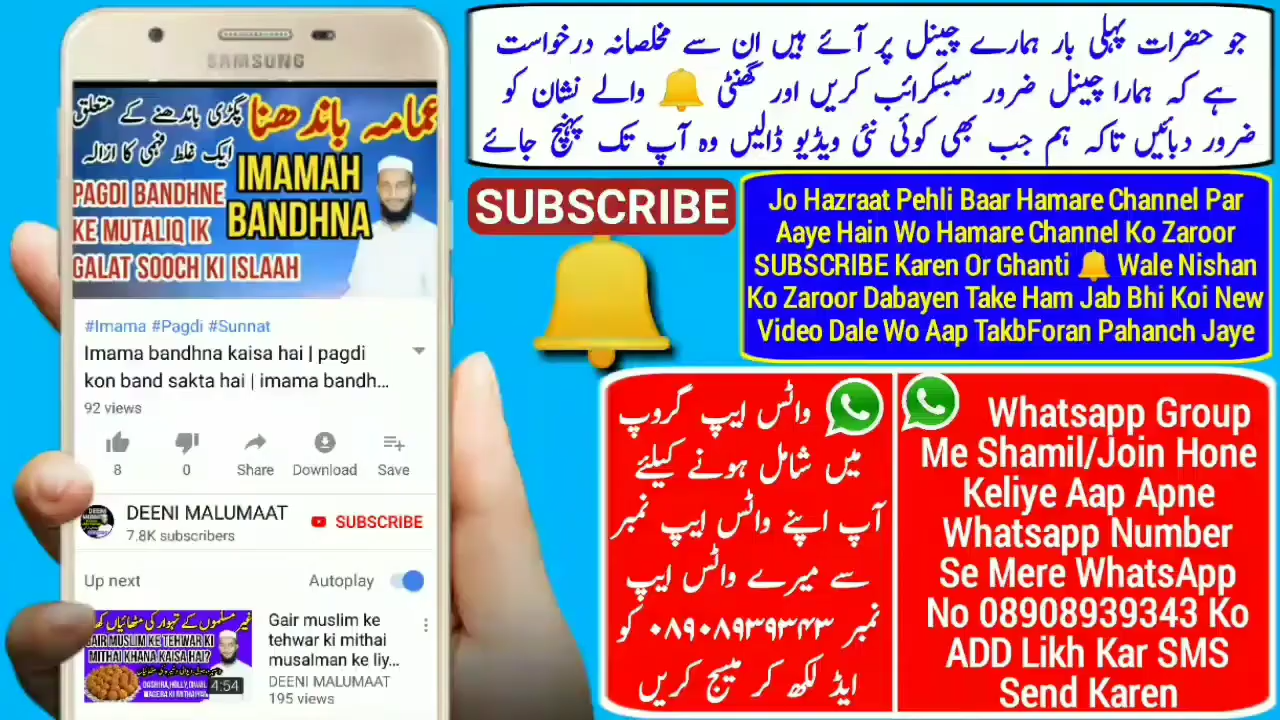 SAMSUNG
عمامہ باندھنا
پگڑی باندھنے کے متعلق
ایک غلط فہمی کا ازالہ
IMAMAH
BANDHNA
PAGDI BANDHNE
KE MUTALIQ IK
GALAT SOOCH KI ISLAAH
#Imama #Pagdi #Sunnat
Imama bandhna kaisa hai | pagdi
kon band sakta hai | imama bandh...
92 views
8
0
Share
Download
Save
DEENI MALUMAAT
7.8K subscribers
SUBSCRIBE
Up next
Autoplay
غیر مسلموں کے تہوار کی مٹھائیاں
GAIR MUSLIM KE TEHWAR KI
MITHAI KHANA KAISA HAI?
4:54
Gair muslim ke
tehwar ki mithai
musalman ke liy...
DEENI MALUMAAT
195 views
جو حضرات پہلی بار ہمارے چینل پر آئے ہیں ان سے مخلصانہ درخواست
ہے کہ ہمارا چینل ضرور سبسکرائب کریں اور گھنٹی 🔔 والے نشان کو
ضرور دبائیں تاکہ ہم جب بھی کوئی نئی ویڈیو ڈالیں وہ آپ تک پہنچ جائے
SUBSCRIBE
Jo Hazraat Pehli Baar Hamare Channel Par
Aaye Hain Wo Hamare Channel Ko Zaroor
SUBSCRIBE Karen Or Ghanti 🔔 Wale Nishan
Ko Zaroor Dabayen Take Ham Jab Bhi Koi New
Video Dale Wo Aap TakbForan Pahanch Jaye
واٹس ایپ گروپ
میں شامل ہونے کیلئے
آپ اپنے واٹس ایپ نمبر
سے میرے واٹس ایپ
نمبر ۰۸۹۰۸۹۳۹۳۴۳ کو
ایڈ لکھ کر میسج کریں
Whatsapp Group
Me Shamil/Join Hone
Keliye Aap Apne
Whatsapp Number
Se Mere WhatsApp
No 08908939343 Ko
ADD Likh Kar SMS
Send Karen